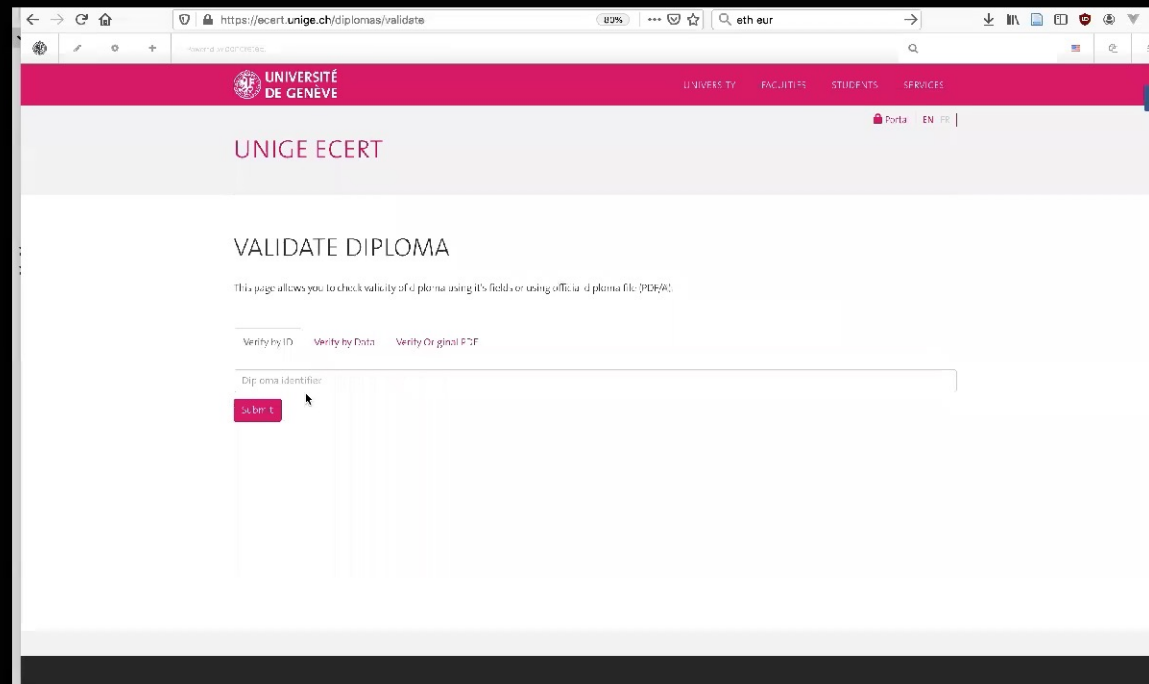 https://ecert.unige.ch/diplomas/validate
80%
eth eur
UNIVERSITÉ
DE GENÈVE
UNIVERSITY FACULTIES STUDENTS SERVICES
Portal EN FR
UNIGE ECERT
VALIDATE DIPLOMA
This page allows you to check validity of diploma using it's fields or using official diploma file (PDF/A).
Verify by ID Verify by Data Verify Original PDF
Diploma identifier
Submit